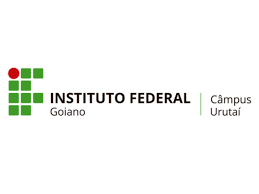 INSTITUTO FEDERAL
Goiano
Câmpus
Urutaí